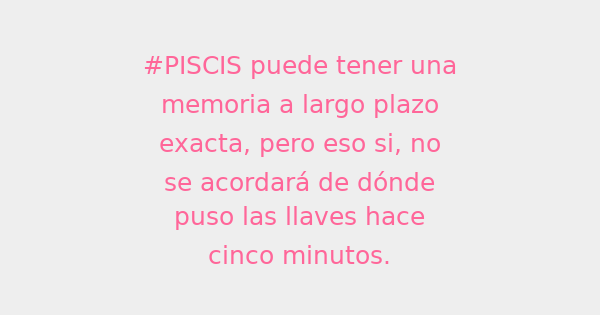 #PISCIS puede tener una
memoria a largo plazo
exacta, pero eso si, no
se acordará de dónde
puso las llaves hace
cinco minutos.